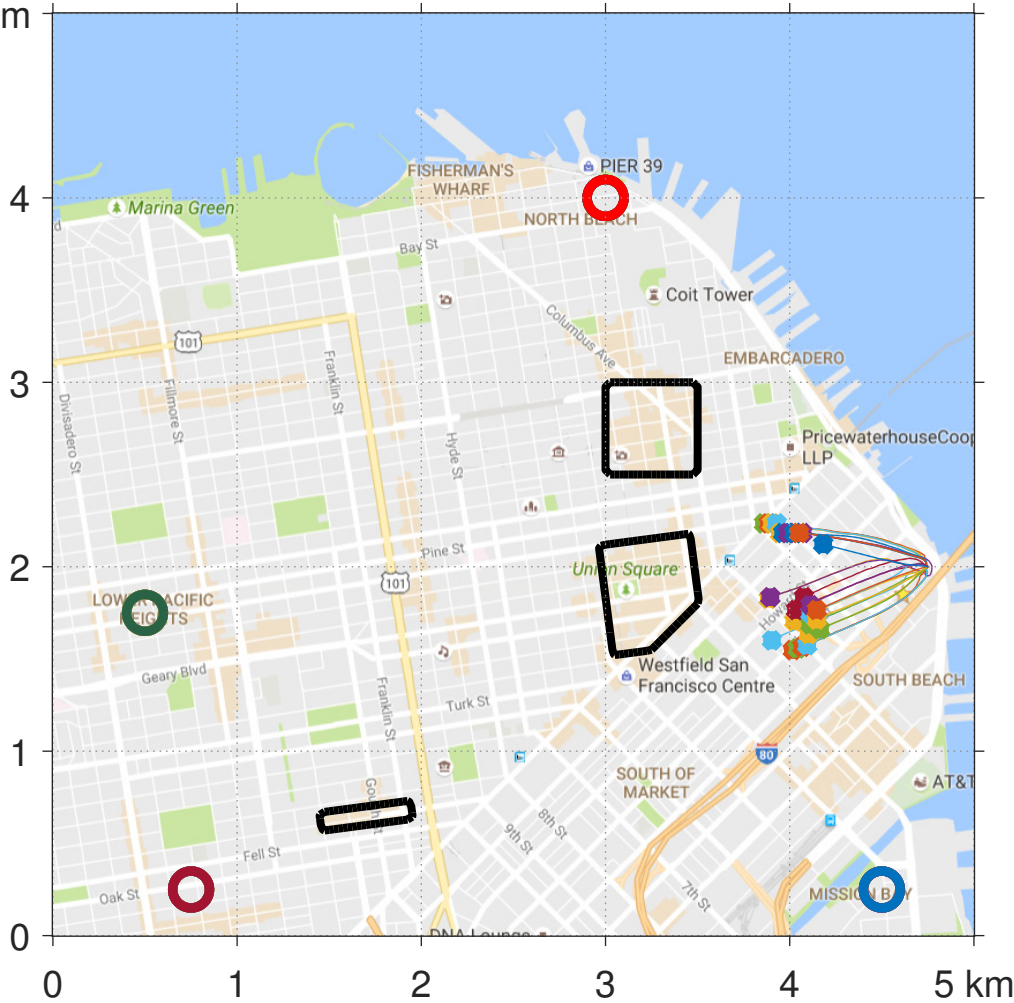 m
PIER 39
FISHERMAN'S
WHARF
4
Marina Green
NORTH BEACH
d
Bay St
Coit Tower
Columbus Ave
101
EMBARCADERO
3
Franklin St
Fillmore St
Divisadero St
Hyde St
PricewaterhouseCoop
LLP
Pine St
2
Union Square
101
LOWER PACIFIC
HEIGHTS
Westfield San
Francisco Centre
Geary Blvd
SOUTH BEACH
Franklin St
Turk St
1
80
SOUTH OF
MARKET
AT&T
8th St
9th St
Fell St
Oak St
7th St
MISSION BAY
DNA Lounge
0
0 1 2 3 4 5 km